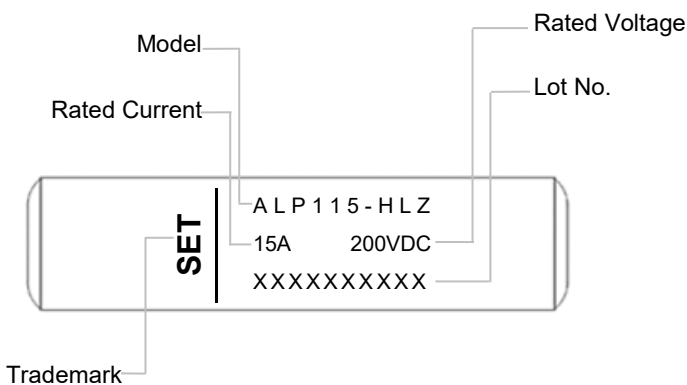 Rated Voltage
Model
Lot No.
Rated Current
SET
ALP115-HLZ
15A 200VDC
XXXXXXXXXX
Trademark